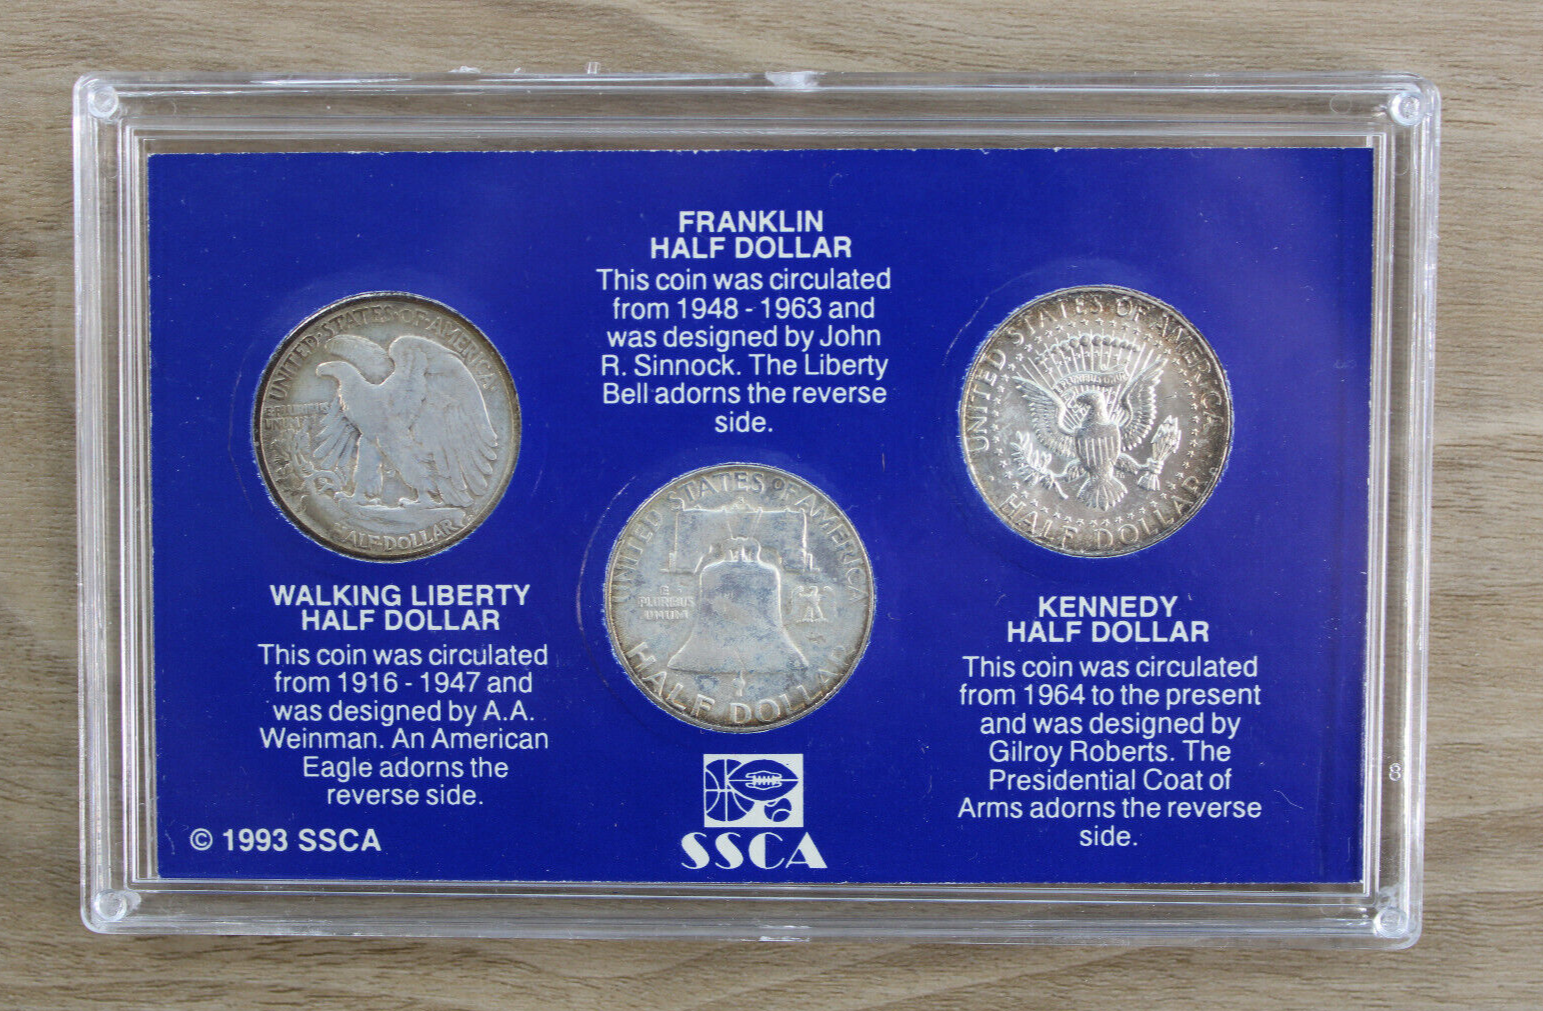 FRANKLIN
HALF DOLLAR
This coin was circulated
from 1948 - 1963 and
was designed by John
R. Sinnock. The Liberty
Bell adorns the reverse
side.
UNITED STATES OF AMERICA
E PLURIBUS UNUM
HALF DOLLAR
WALKING LIBERTY
HALF DOLLAR
This coin was circulated
from 1916 - 1947 and
was designed by A.A.
Weinman. An American
Eagle adorns the
reverse side.
© 1993 SSCA
UNITED STATES OF AMERICA
E
PLURIBUS
UNUM
HALF DOLLAR
SSCA
UNITED STATES OF AMERICA
HALF DOLLAR
KENNEDY
HALF DOLLAR
This coin was circulated
from 1964 to the present
and was designed by
Gilroy Roberts. The
Presidential Coat of
Arms adorns the reverse
side.
8